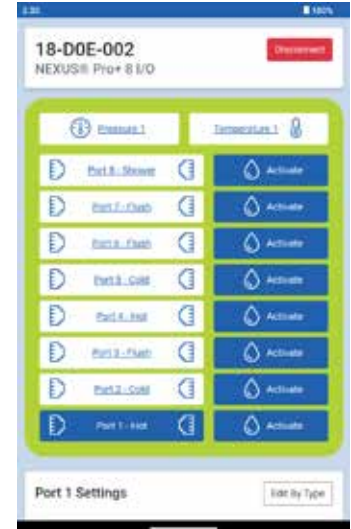 100%
18-D0E-002
Disconnect
NEXUS® Pro+ 8 I/O
Pressure 1
Temperature 1
Port 8 - Shower
Activate
Port 7 - Flush
Activate
Port 6 - Flush
Activate
Port 5 - Cold
Activate
Port 4 - Hot
Activate
Port 3 - Flush
Activate
Port 2 - Cold
Activate
Port 1 - Hot
Activate
Port 1 Settings
Edit By Type